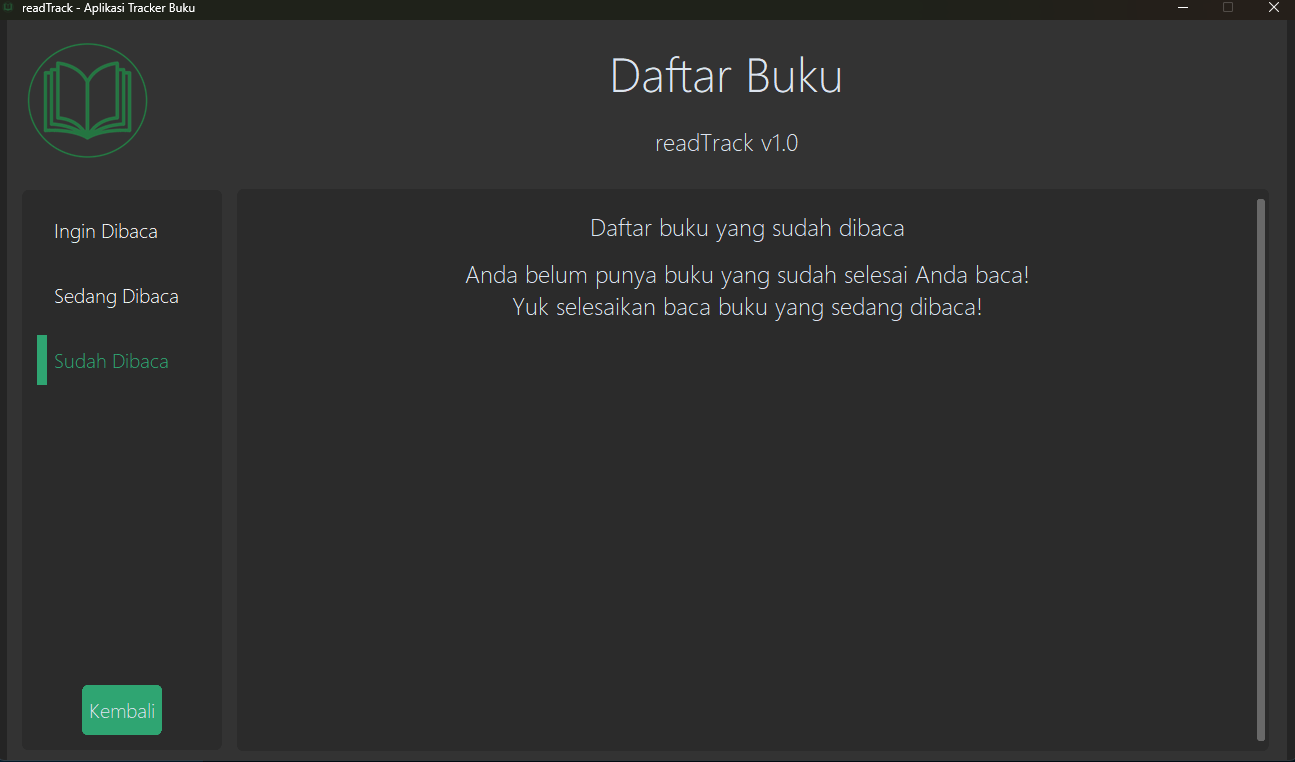 readTrack - Aplikasi Tracker Buku
Daftar Buku
readTrack v1.0
Ingin Dibaca
Sedang Dibaca
Sudah Dibaca
Kembali
Daftar buku yang sudah dibaca
Anda belum punya buku yang sudah selesai Anda baca!
Yuk selesaikan baca buku yang sedang dibaca!